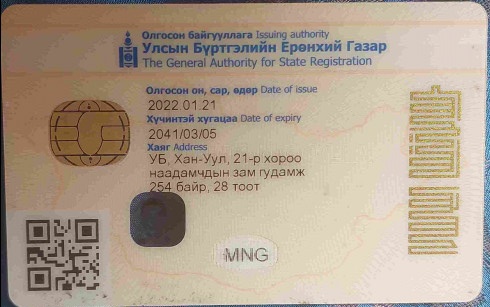 Олгосон байгууллага Issuing authority
Улсын Бүртгэлийн Ерөнхий Газар
The General Authority for State Registration
Олгосон он, сар, өдөр Date of issue
2022.01.21
Хүчинтэй хугацаа Date of expiry
2041/03/05
Хаяг Address
УБ, Хан-Уул, 21-р хороо
наадамчдын зам гудамж
254 байр, 28 тоот
MNG